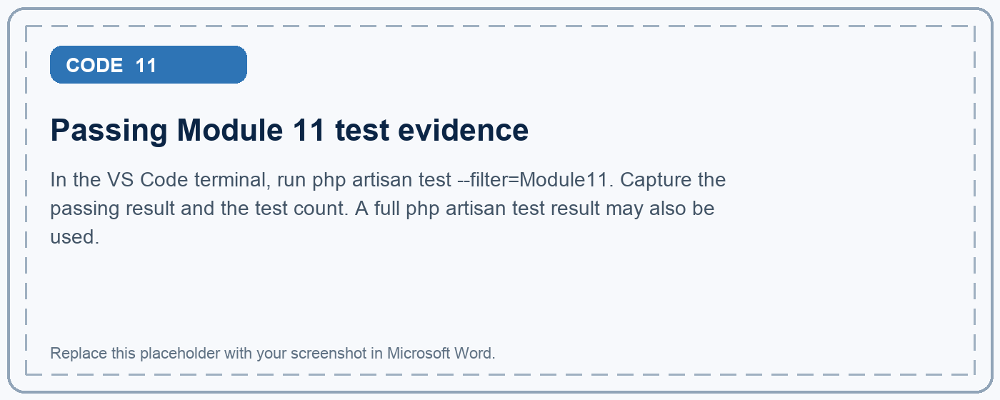 CODE 11
Passing Module 11 test evidence
In the VS Code terminal, run php artisan test --filter=Module11. Capture the
passing result and the test count. A full php artisan test result may also be
used.
Replace this placeholder with your screenshot in Microsoft Word.